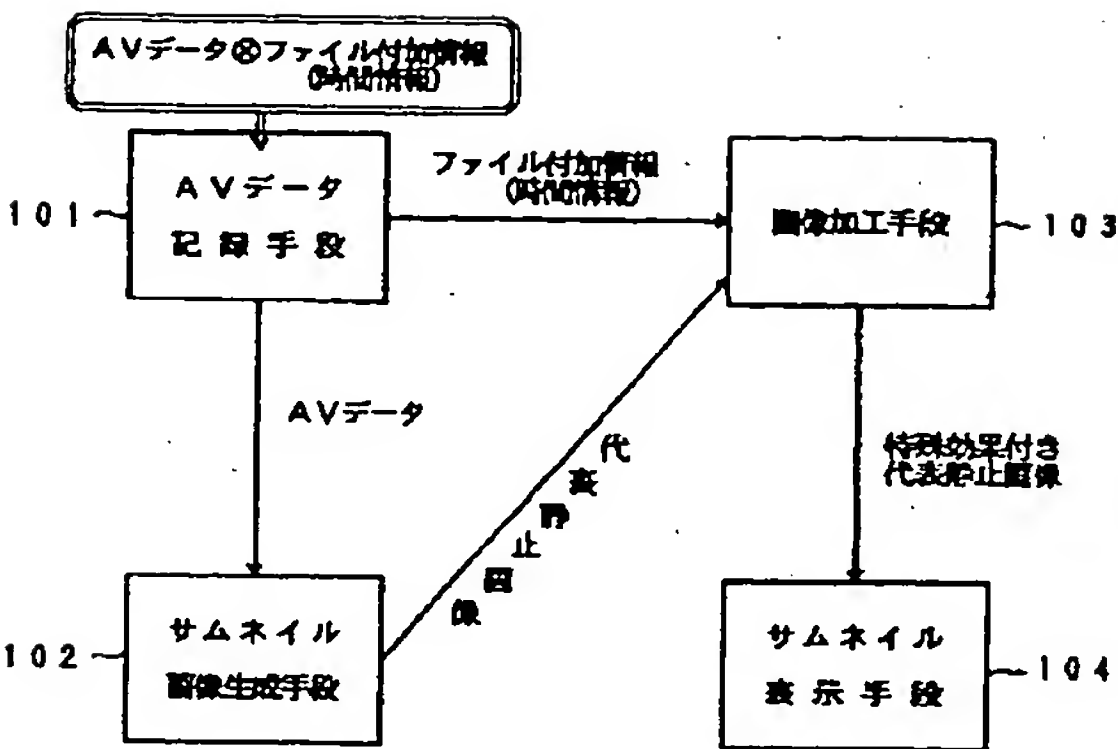 AVデータ⊗ファイル付加情報
(時間情報)
AVデータ
記録手段
101
ファイル付加情報
(時間情報)
画像加工手段
103
AVデータ
代表静止画像
特殊効果付き
代表静止画像
サムネイル
画像生成手段
102
サムネイル
表示手段
104